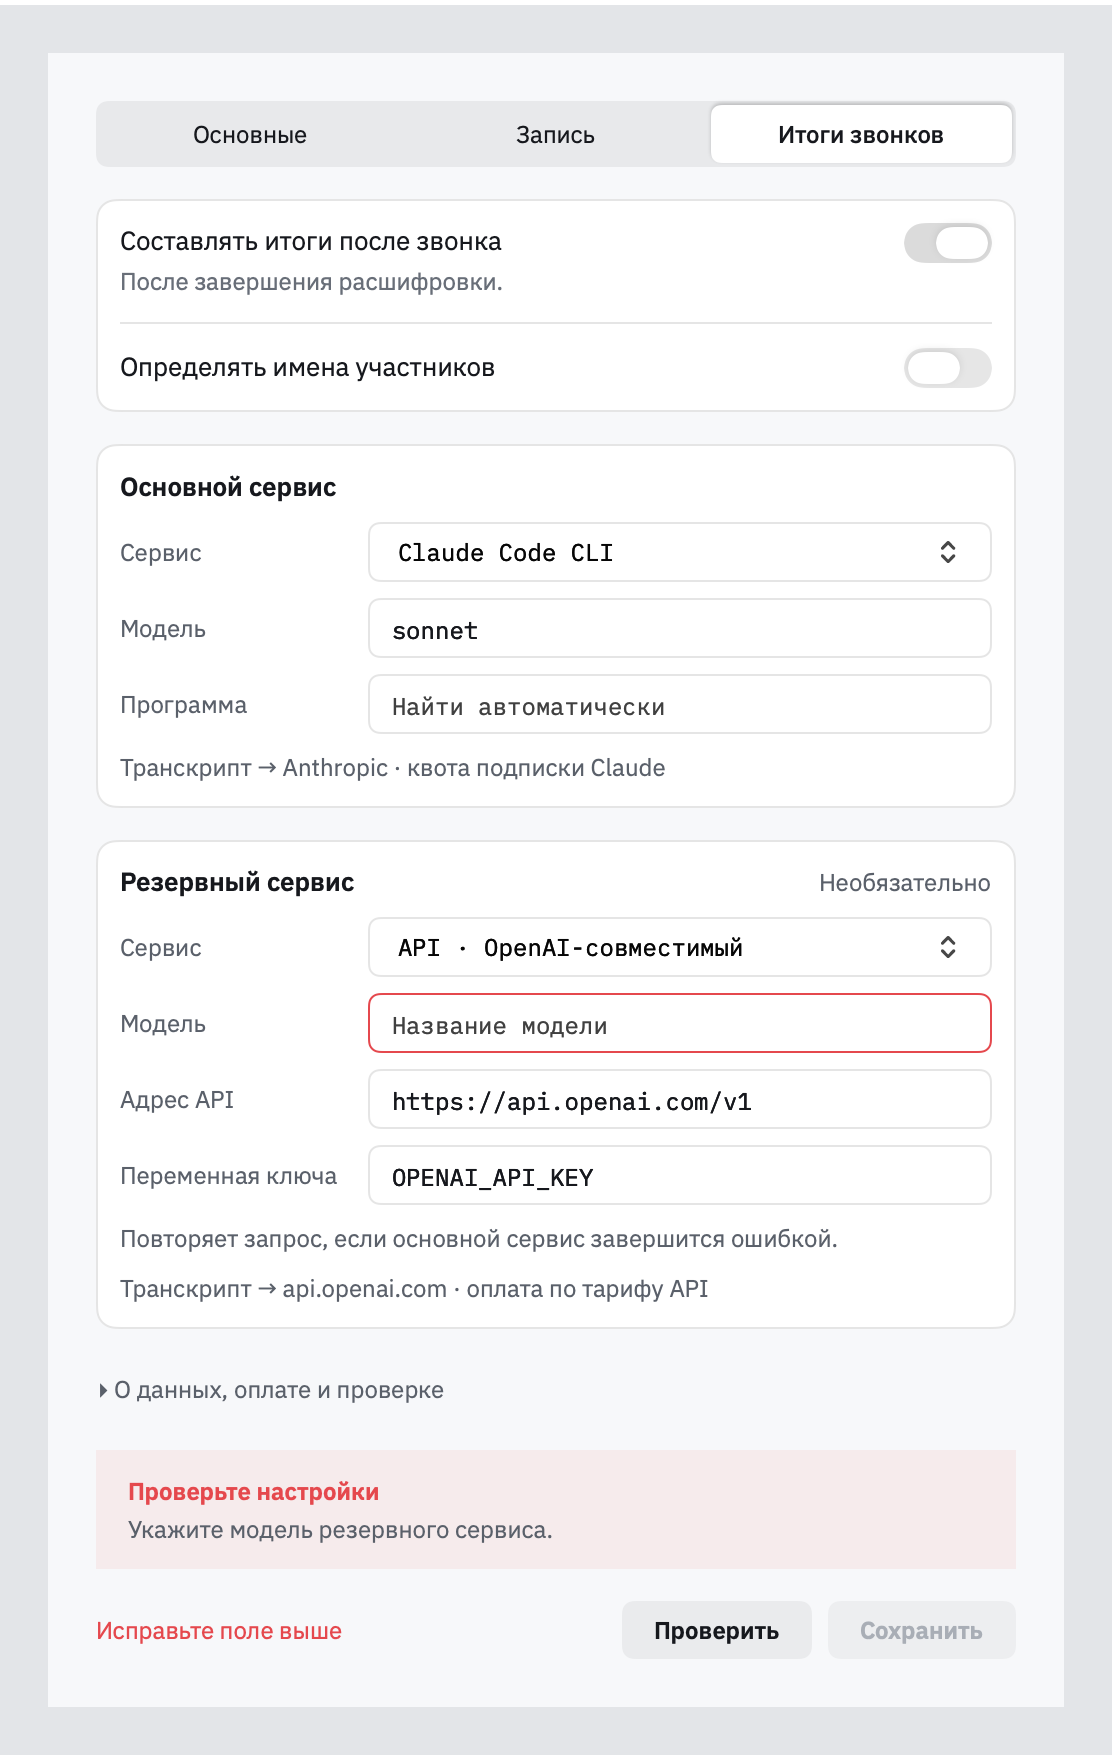 Основные
Запись
Итоги звонков
Составлять итоги после звонка
После завершения расшифровки.
Определять имена участников
Основной сервис
Сервис
Claude Code CLI
Модель
sonnet
Программа
Найти автоматически
Транскрипт → Anthropic · квота подписки Claude
Резервный сервис
Необязательно
Сервис
API · OpenAI-совместимый
Модель
Название модели
Адрес API
https://api.openai.com/v1
Переменная ключа
OPENAI_API_KEY
Повторяет запрос, если основной сервис завершится ошибкой.
Транскрипт → api.openai.com · оплата по тарифу API
О данных, оплате и проверке
Проверьте настройки
Укажите модель резервного сервиса.
Исправьте поле выше
Проверить
Сохранить